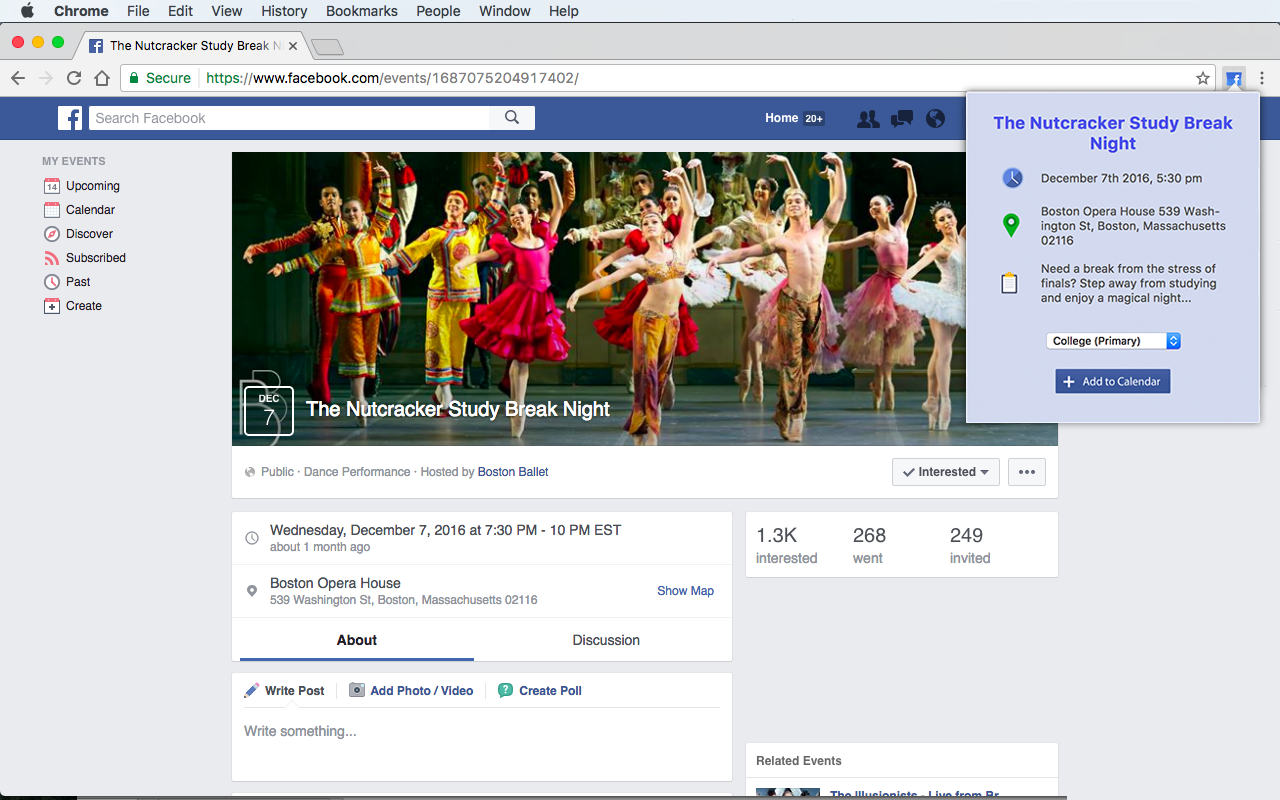 Chrome File Edit View History Bookmarks People Window Help
The Nutcracker Study Break N
Secure https://www.facebook.com/events/1687075204917402/
Search Facebook
Home 20+
The Nutcracker Study Break
Night
December 7th 2016, 5:30 pm
Boston Opera House 539 Wash-
ington St, Boston, Massachusetts
02116
Need a break from the stress of
finals? Step away from studying
and enjoy a magical night...
College (Primary)
+ Add to Calendar
MY EVENTS
14 Upcoming
Calendar
Discover
Subscribed
Past
Create
DEC
7
The Nutcracker Study Break Night
Public · Dance Performance · Hosted by Boston Ballet
Interested
Wednesday, December 7, 2016 at 7:30 PM - 10 PM EST
about 1 month ago
Boston Opera House
539 Washington St, Boston, Massachusetts 02116
Show Map
About Discussion
1.3K 268 249
interested went invited
Write Post Add Photo / Video Create Poll
Write something...
Related Events
The Illusionists - Live from Br